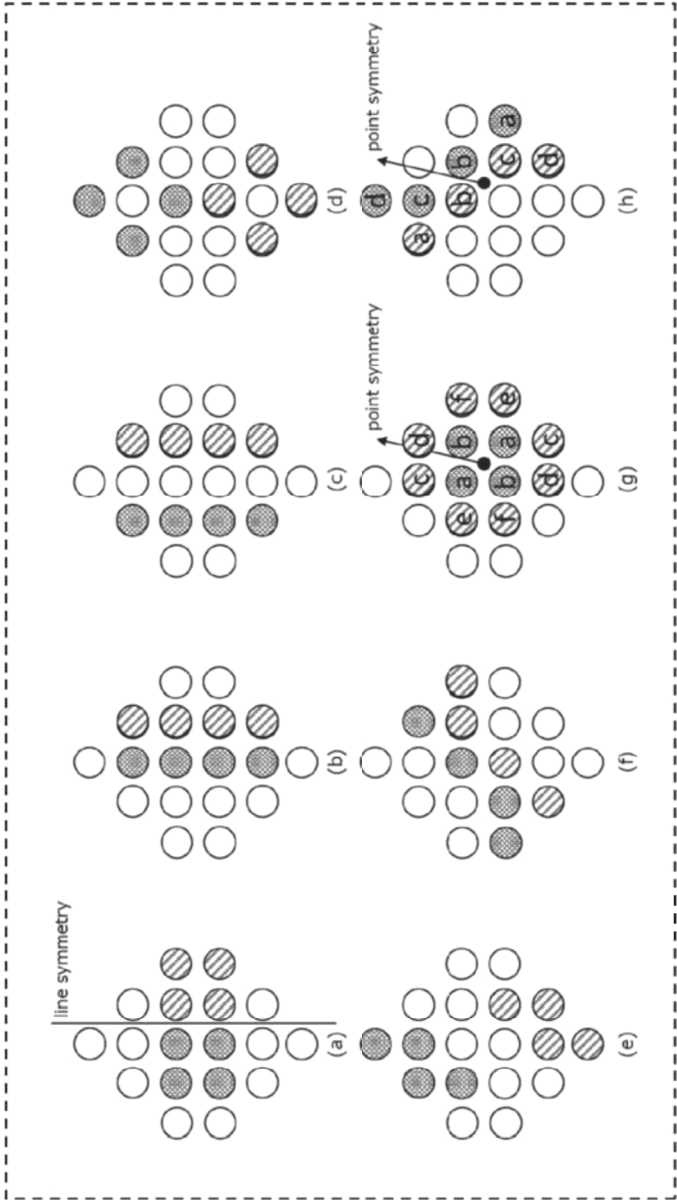 line symmetry
(a) (b) (c) (d)
point symmetry point symmetry
d
c d a c
e a b f b b
f b a e c a
d c d
(e) (f) (g) (h)